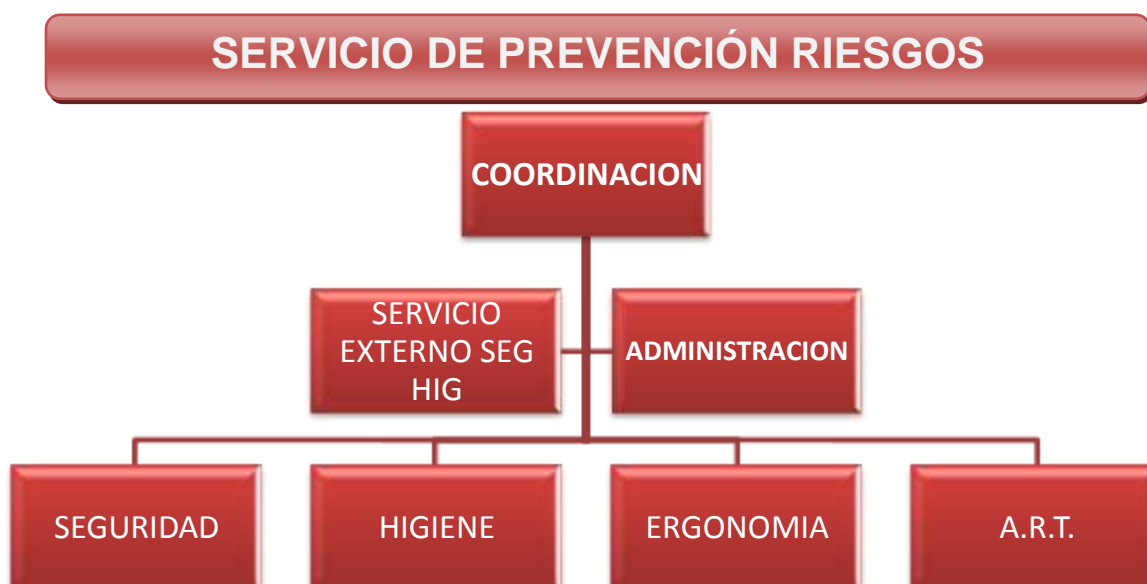 SERVICIO DE PREVENCIÓN RIESGOS
COORDINACION
SERVICIO
EXTERNO SEG
HIG
ADMINISTRACION
SEGURIDAD
HIGIENE
ERGONOMIA
A.R.T.